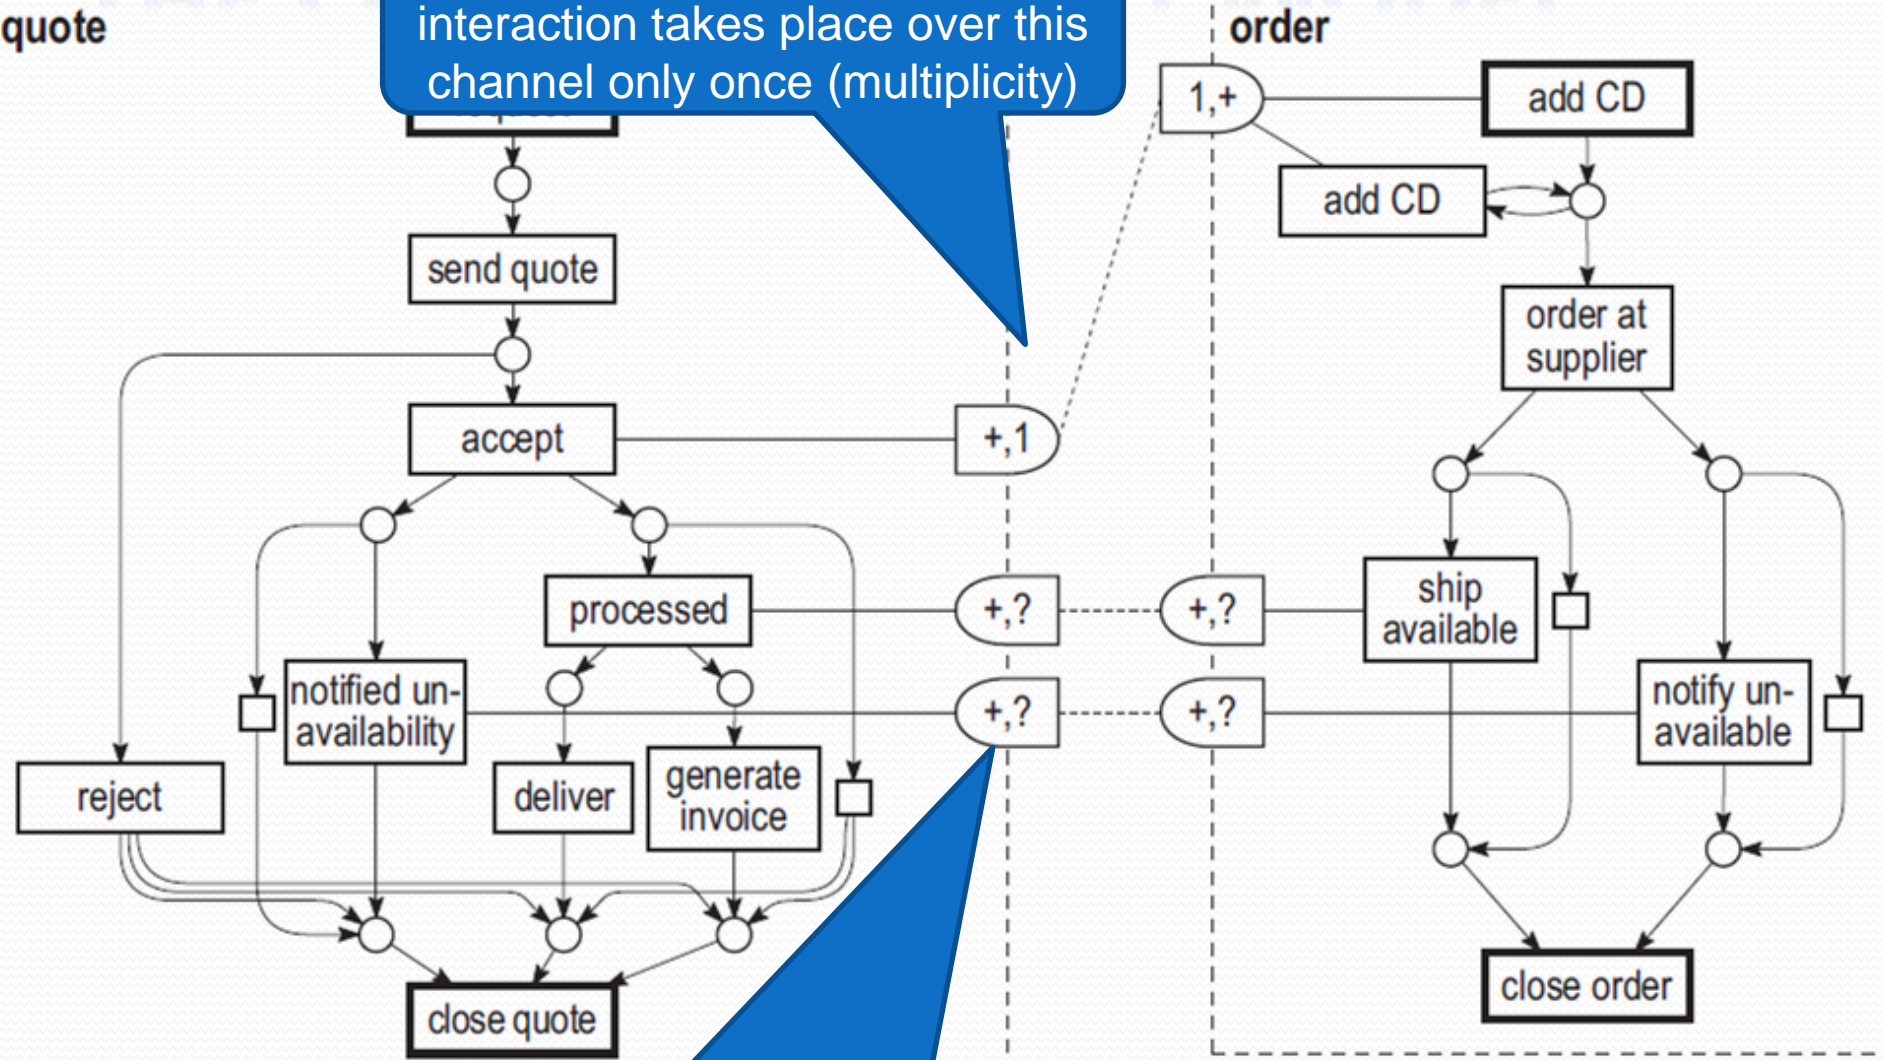 quote
interaction takes place over this
channel only once (multiplicity)
order
1,+
add CD
add CD
send quote
order at
supplier
accept
+,1
processed
+,?
+,?
ship
available
notified un-
availability
+,?
+,?
notify un-
available
reject
deliver
generate
invoice
close quote
close order